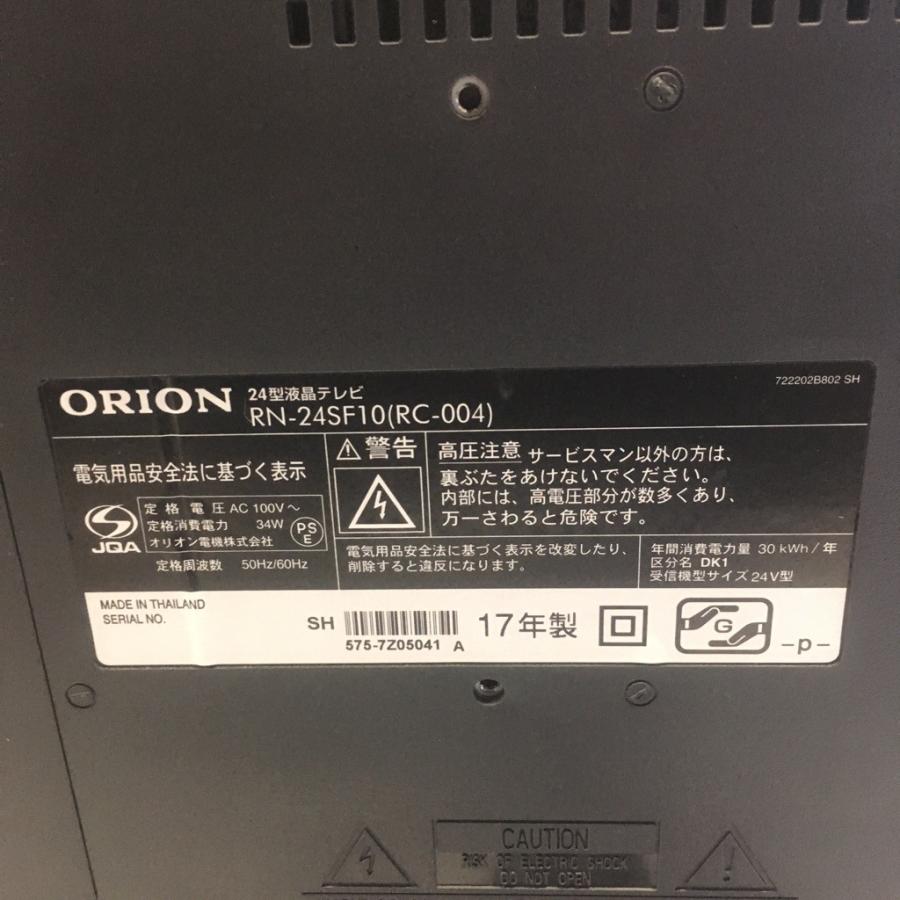 ORION
24型液晶テレビ
RN-24SF10(RC-004)
722202B802 SH
電気用品安全法に基づく表示
JQA
定格電圧 AC 100V～
定格消費電力 34W
オリオン電機株式会社
PS
E
定格周波数 50Hz/60Hz
⚠警告
高圧注意 サービスマン以外の方は、
裏ぶたをあけないでください。
内部には、高電圧部分が数多くあり、
万一さわると危険です。
電気用品安全法に基づく表示を改変したり、
削除すると違反になります。
年間消費電力量 30 kWh/年
区分名 DK1
受信機型サイズ 24V型
MADE IN THAILAND
SERIAL NO.
SH
575-7Z05041 A
17年製
G
-p-
CAUTION
RISK OF ELECTRIC SHOCK
DO NOT OPEN